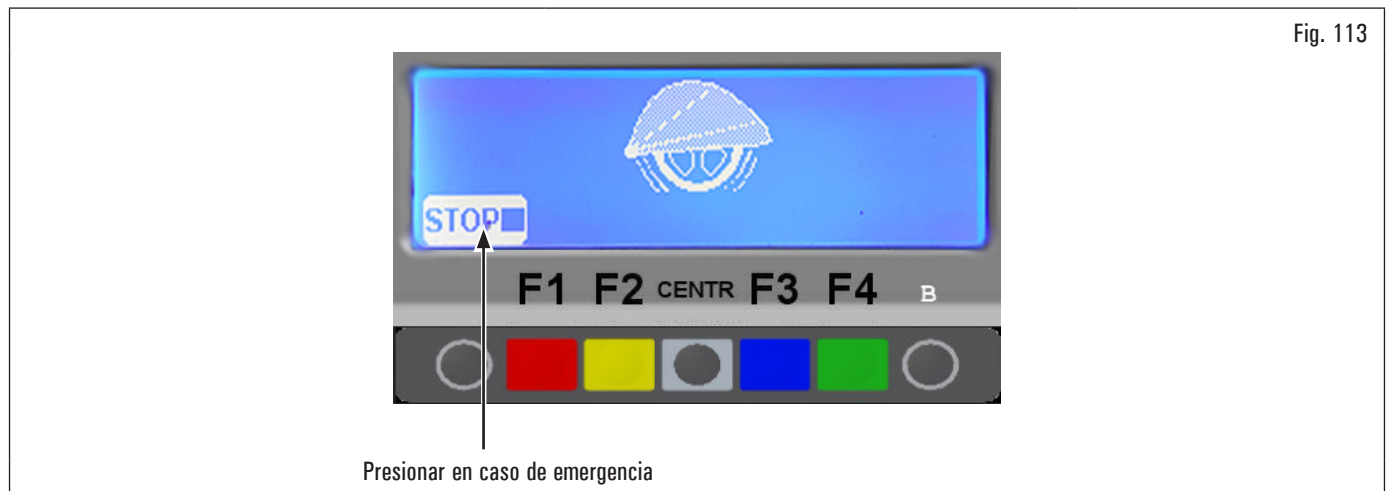 Fig. 113
STOP
F1 F2 CENTR F3 F4 B
Presionar en caso de emergencia